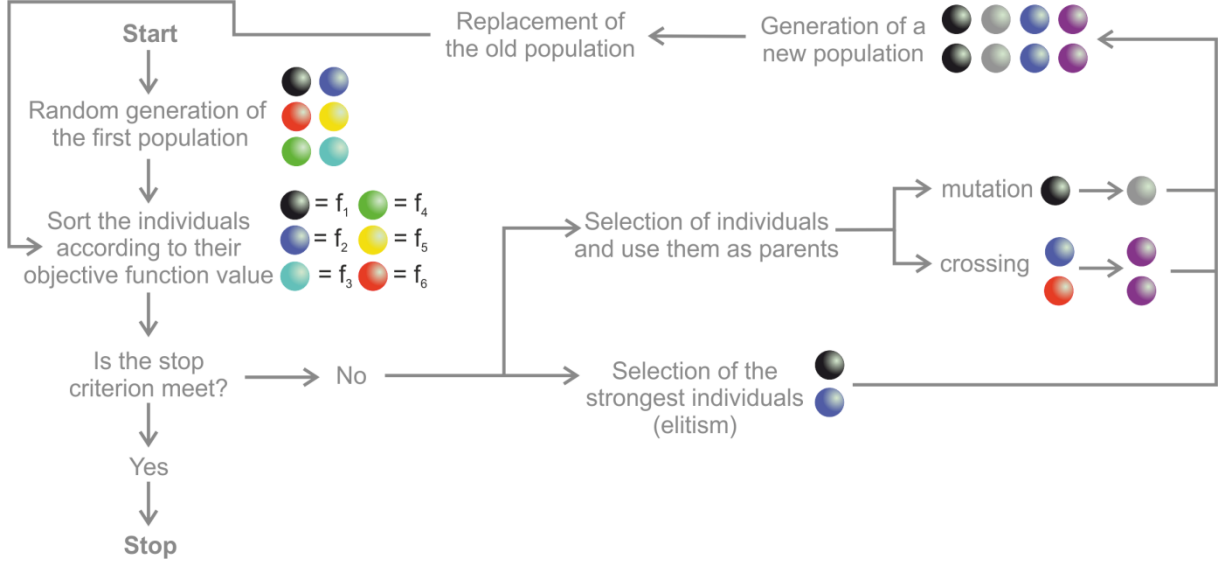 Start
Random generation of
the first population
Sort the individuals
according to their
objective function value
= f₁
= f₄
= f₂
= f₅
= f₃
= f₆
Is the stop
criterion meet?
No
Yes
Stop
Selection of individuals
and use them as parents
mutation
crossing
Selection of the
strongest individuals
(elitism)
Generation of a
new population
Replacement of
the old population